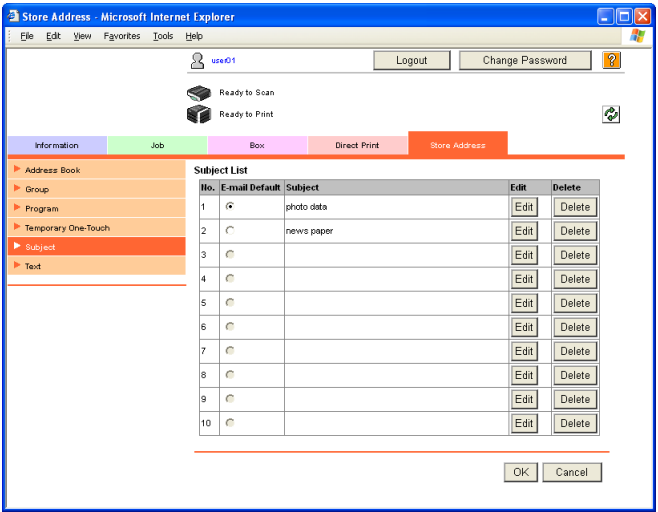 Store Address - Microsoft Internet Explorer
File Edit View Favorites Tools Help
user01 Logout Change Password ?
Ready to Scan
Ready to Print
Information Job Box Direct Print Store Address
Address Book
Group
Program
Temporary One-Touch
Subject
Text
Subject List
No. E-mail Default Subject Edit Delete
1 photo data Edit Delete
2 news paper Edit Delete
3 Edit Delete
4 Edit Delete
5 Edit Delete
6 Edit Delete
7 Edit Delete
8 Edit Delete
9 Edit Delete
10 Edit Delete
OK Cancel